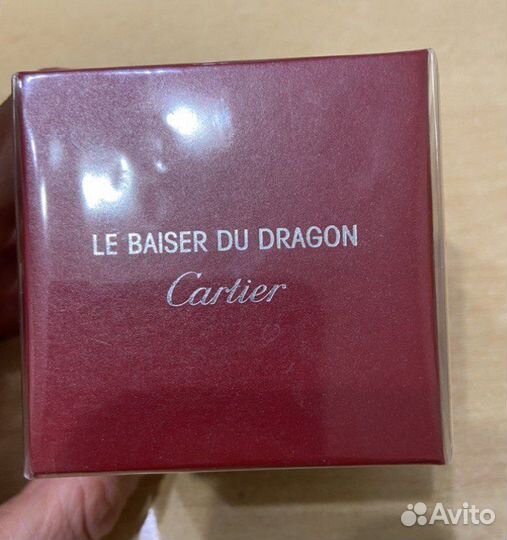 LE BAISER DU DRAGON
Cartier
Avito